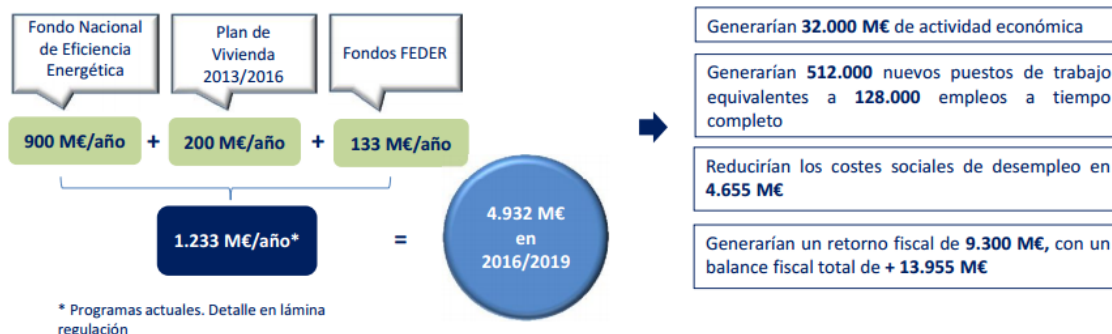 Fondo Nacional
de Eficiencia
Energética
Plan de
Vivienda
2013/2016
Fondos FEDER
900 M€/año + 200 M€/año + 133 M€/año
1.233 M€/año*
=
4.932 M€
en
2016/2019
* Programas actuales. Detalle en lámina
regulación
Generarían 32.000 M€ de actividad económica
Generarían 512.000 nuevos puestos de trabajo
equivalentes a 128.000 empleos a tiempo
completo
Reducirían los costes sociales de desempleo en
4.655 M€
Generarían un retorno fiscal de 9.300 M€, con un
balance fiscal total de + 13.955 M€